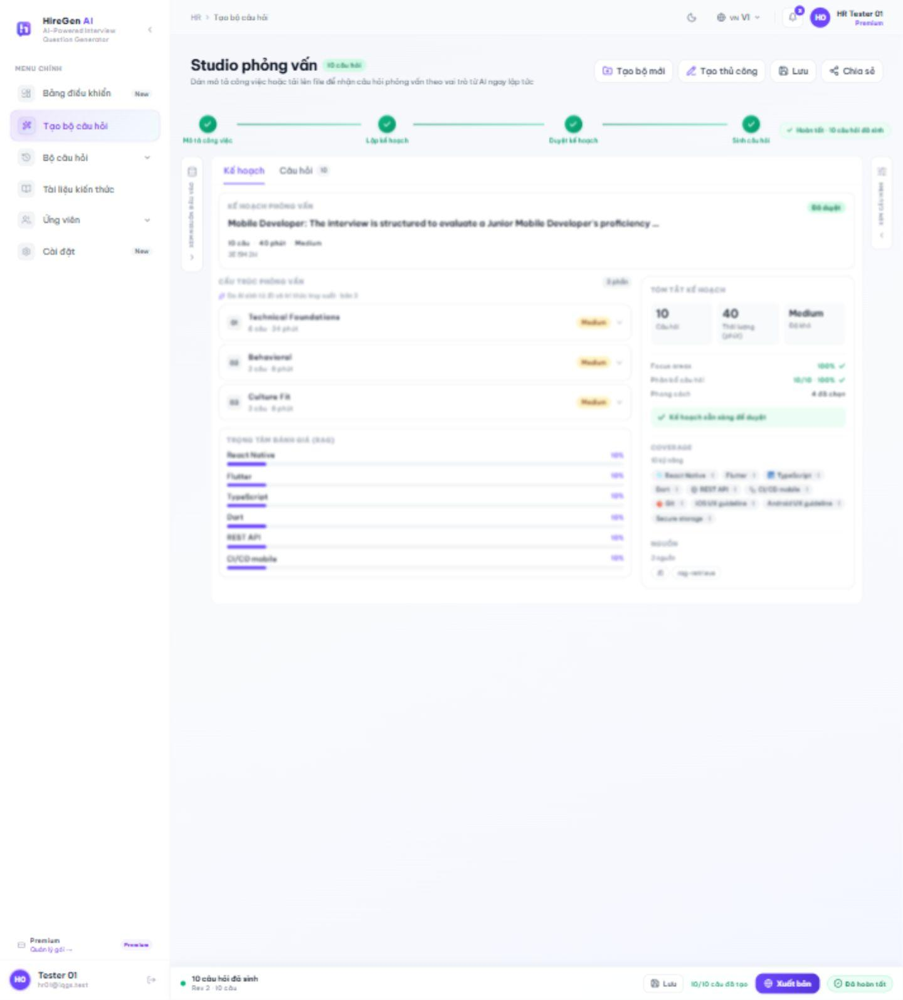 HireGen AI
AI-Powered Interview
Question Generator
MENU CHÍNH
Bảng điều khiển New
Tạo bộ câu hỏi
Bộ câu hỏi
Tài liệu kiến thức
Ứng viên
Cài đặt New
Premium
Quản lý gói → Premium
H0 Tester 01
hr01@iqgs.test
HR > Tạo bộ câu hỏi
VN VI
3
H0
HR Tester 01
Premium
Studio phỏng vấn 10 câu hỏi
Dán mô tả công việc hoặc tải lên file để nhận câu hỏi phỏng vấn theo vai trò từ AI ngay lập tức
Tạo bộ mới
Tạo thủ công
Lưu
Chia sẻ
Mô tả công việc
Lập kế hoạch
Duyệt kế hoạch
Sinh câu hỏi
Hoàn tất · 10 câu hỏi đã sinh
Kế hoạch
Câu hỏi 10
KẾ HOẠCH PHỎNG VẤN
Đã duyệt
Mobile Developer: The interview is structured to evaluate a Junior Mobile Developer's proficiency ...
10 câu · 40 phút · Medium
CẤU TRÚC PHỎNG VẤN 3 phần
01 Technical Foundations Medium
6 câu · 24 phút
02 Behavioral Medium
2 câu · 8 phút
03 Culture Fit Medium
2 câu · 8 phút
TRỌNG TÂM ĐÁNH GIÁ (RAG)
React Native 10%
Flutter 10%
TypeScript 10%
Dart 10%
REST API 10%
CI/CD mobile 10%
TÓM TẮT KẾ HOẠCH
10
Câu hỏi
40
Thời lượng
(phút)
Medium
Độ khó
Focus areas 100% ✓
Phân bổ câu hỏi 10/10 · 100% ✓
Phong cách 4 đã chọn
✓ Kế hoạch sẵn sàng để duyệt
COVERAGE
10 kỹ năng
React Native 1 Flutter 1 TypeScript 1
Dart 1 REST API 1 CI/CD mobile 1
Git 1 iOS UX guideline 1 Android UX guideline 1
Secure storage 1
NGUỒN
2 nguồn
JD rag-retrieve
10 câu hỏi đã sinh
Rev 2 · 10 câu
Lưu
10/10 câu đã tạo
Xuất bản
Đã hoàn tất